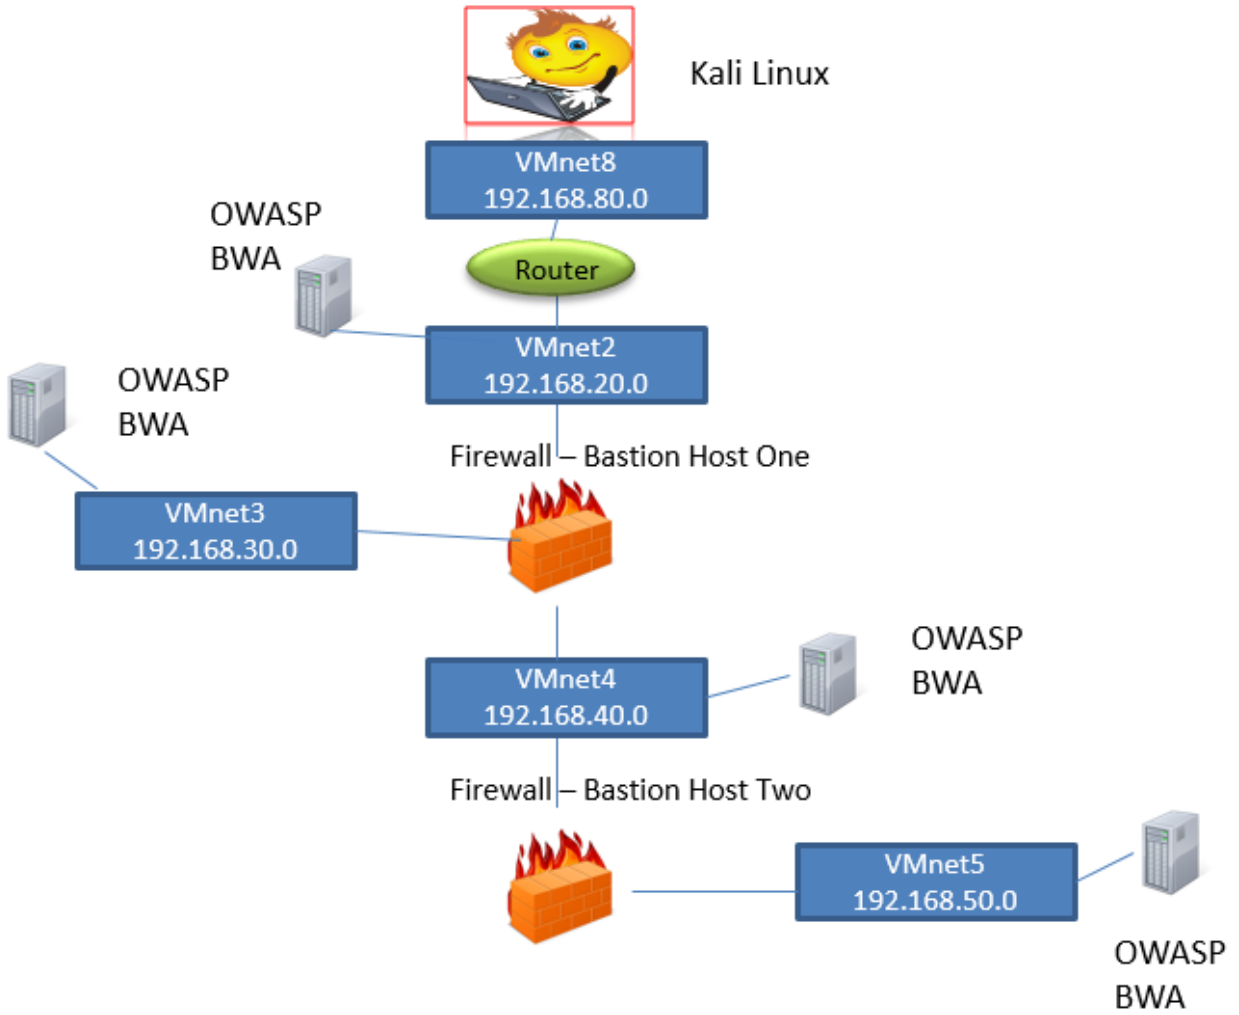 Kali Linux
VMnet8
192.168.80.0
OWASP
BWA
Router
VMnet2
192.168.20.0
OWASP
BWA
Firewall – Bastion Host One
VMnet3
192.168.30.0
OWASP
BWA
VMnet4
192.168.40.0
Firewall – Bastion Host Two
VMnet5
192.168.50.0
OWASP
BWA